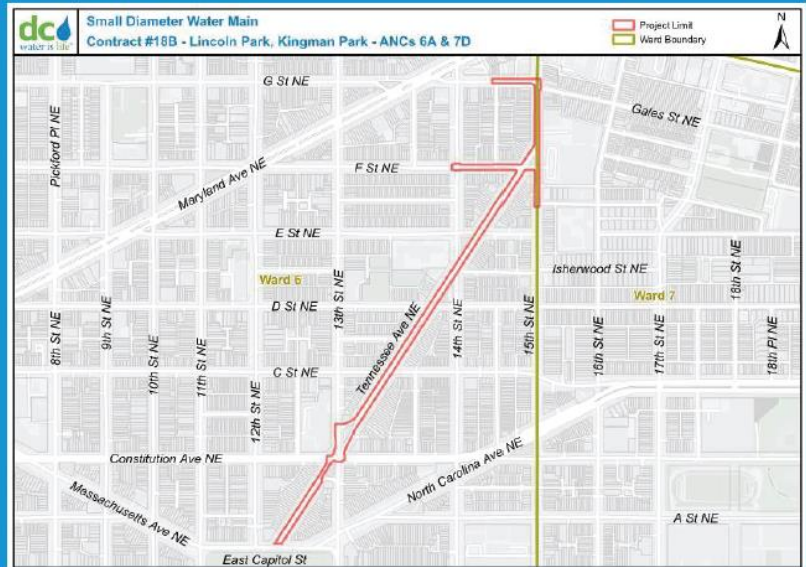 dc
water is life
Small Diameter Water Main
Contract #18B - Lincoln Park, Kingman Park - ANCs 6A & 7D
Project Limit
Ward Boundary
N
G St NE
Gales St NE
Pickford Pl NE
Maryland Ave NE
F St NE
E St NE
Isherwood St NE
Ward 6
Ward 7
18th St NE
D St NE
13th St NE
Tennessee Ave NE
14th St NE
15th St NE
8th St NE
9th St NE
10th St NE
11th St NE
12th St NE
16th St NE
17th St NE
18th Pl NE
C St NE
Constitution Ave NE
North Carolina Ave NE
Massachusetts Ave NE
A St NE
East Capitol St